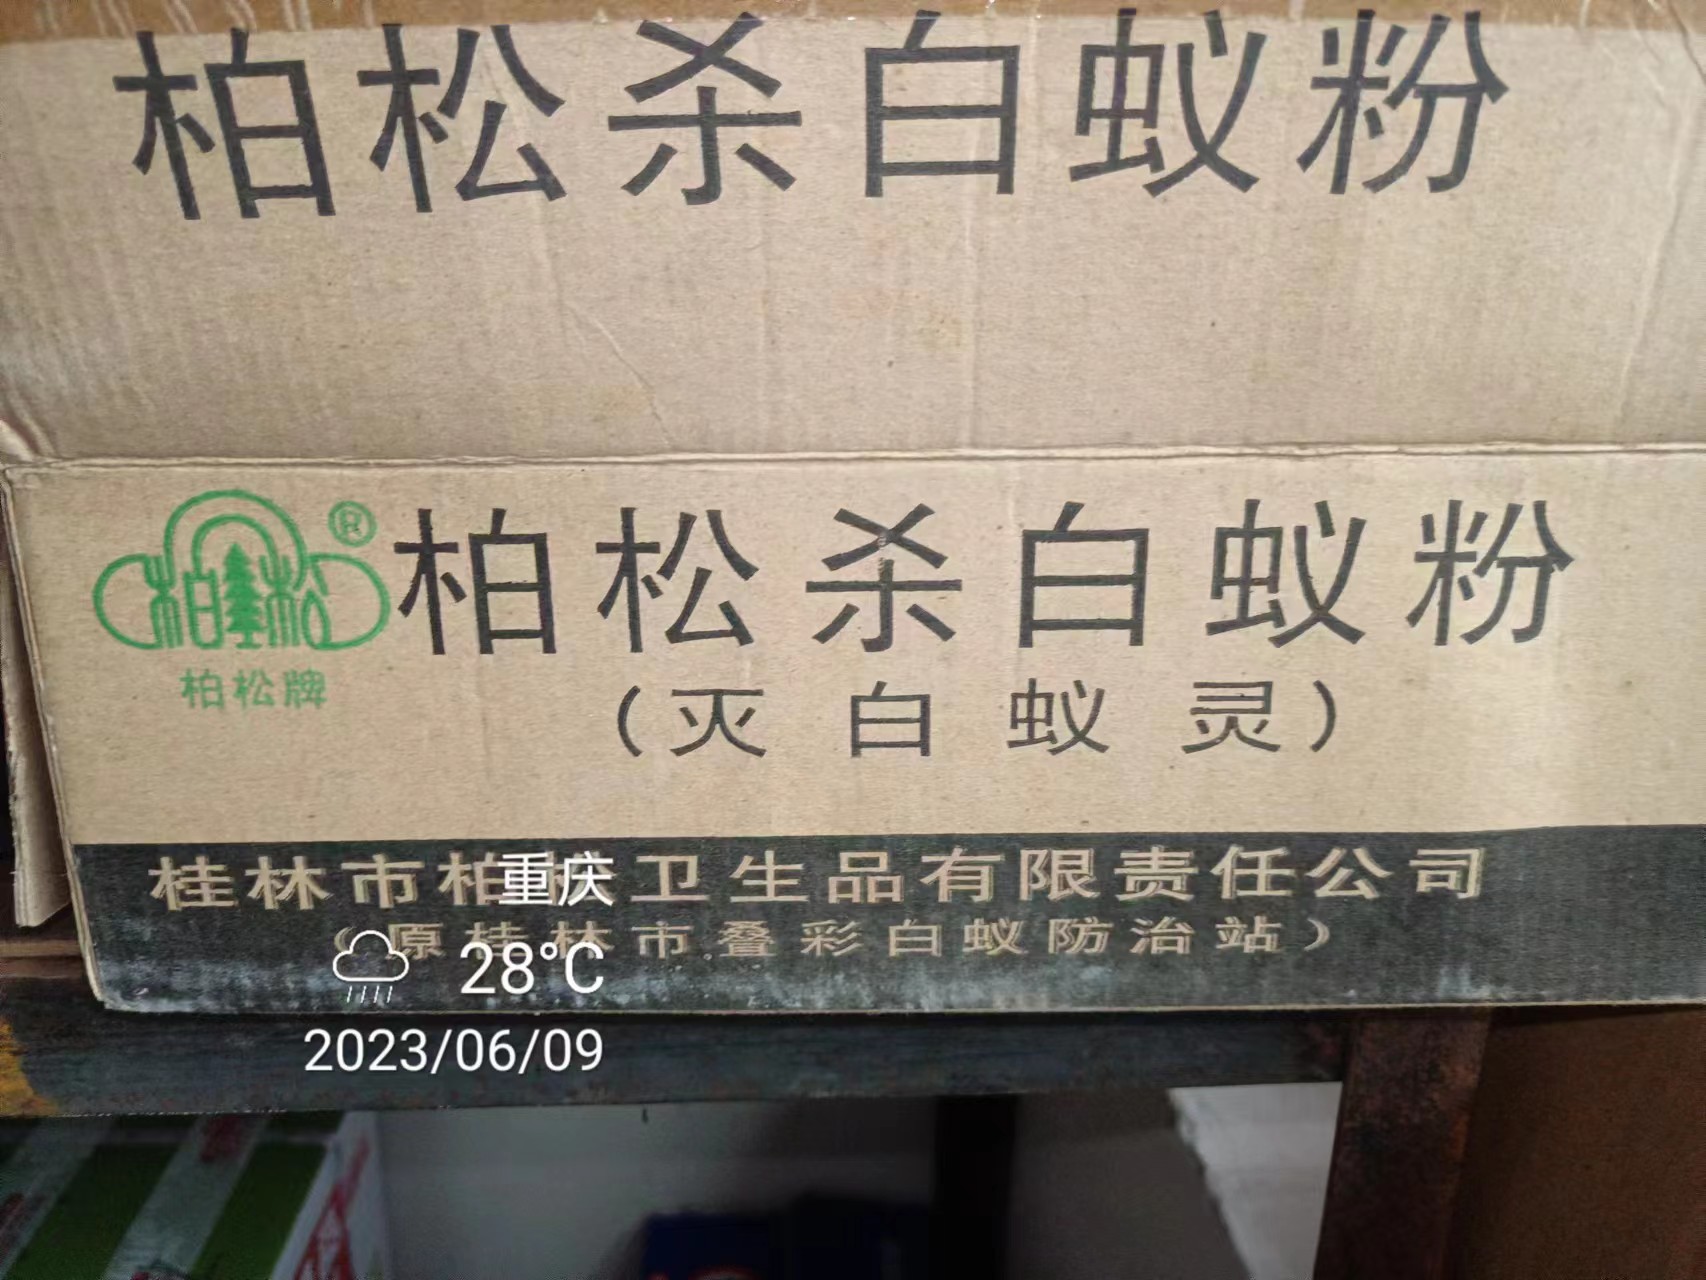 柏松杀白蚁粉
柏松
®
柏松杀白蚁粉
柏松牌
(灭白蚁灵)
桂林市柏
卫生品有限责任公司
重庆
(原桂林市叠彩白蚁防治站)
28°C
2023/06/09